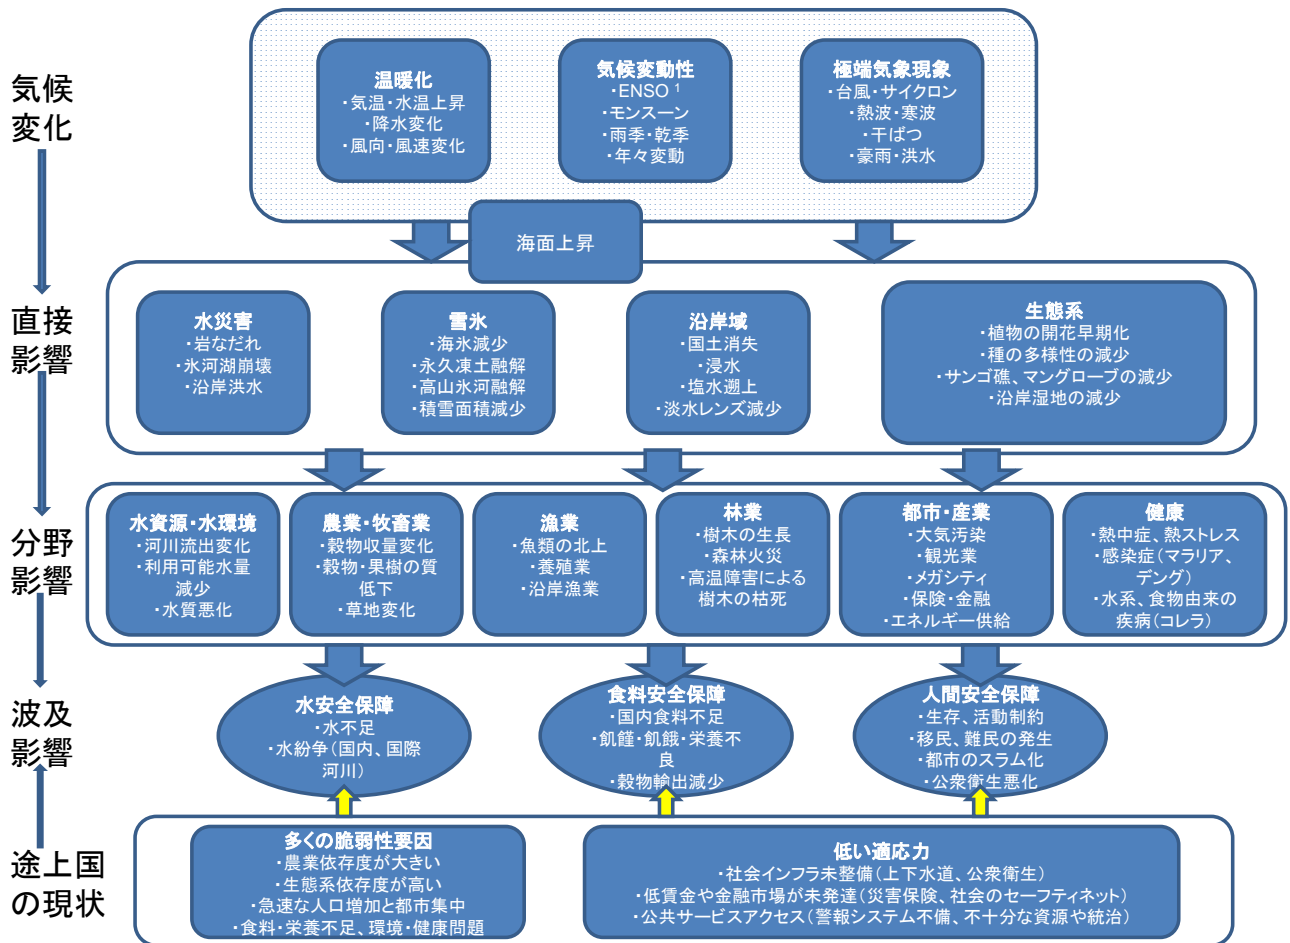 気候
変化
温暖化
・気温・水温上昇
・降水変化
・風向・風速変化
気候変動性
・ENSO 1
・モンスーン
・雨季・乾季
・年々変動
極端気象現象
・台風・サイクロン
・熱波・寒波
・干ばつ
・豪雨・洪水
海面上昇
直接
影響
水災害
・岩なだれ
・氷河湖崩壊
・沿岸洪水
雪氷
・海氷減少
・永久凍土融解
・高山氷河融解
・積雪面積減少
沿岸域
・国土消失
・浸水
・塩水遡上
・淡水レンズ減少
生態系
・植物の開花早期化
・種の多様性の減少
・サンゴ礁、マングローブの減少
・沿岸湿地の減少
分野
影響
水資源・水環境
・河川流出変化
・利用可能水量
減少
・水質悪化
農業・牧畜業
・穀物収量変化
・穀物・果樹の質
低下
・草地変化
漁業
・魚類の北上
・養殖業
・沿岸漁業
林業
・樹木の生長
・森林火災
・高温障害による
樹木の枯死
都市・産業
・大気汚染
・観光業
・メガシティ
・保険・金融
・エネルギー供給
健康
・熱中症、熱ストレス
・感染症(マラリア、
デング)
・水系、食物由来の
疾病(コレラ)
波及
影響
水安全保障
・水不足
・水紛争(国内、国際
河川)
食料安全保障
・国内食料不足
・飢饉・飢餓・栄養不
良
・穀物輸出減少
人間安全保障
・生存、活動制約
・移民、難民の発生
・都市のスラム化
・公衆衛生悪化
途上国
の現状
多くの脆弱性要因
・農業依存度が大きい
・生態系依存度が高い
・急速な人口増加と都市集中
・食料・栄養不足、環境・健康問題
低い適応力
・社会インフラ未整備(上下水道、公衆衛生)
・低賃金や金融市場が未発達(災害保険、社会のセーフティネット)
・公共サービスアクセス(警報システム不備、不十分な資源や統治)